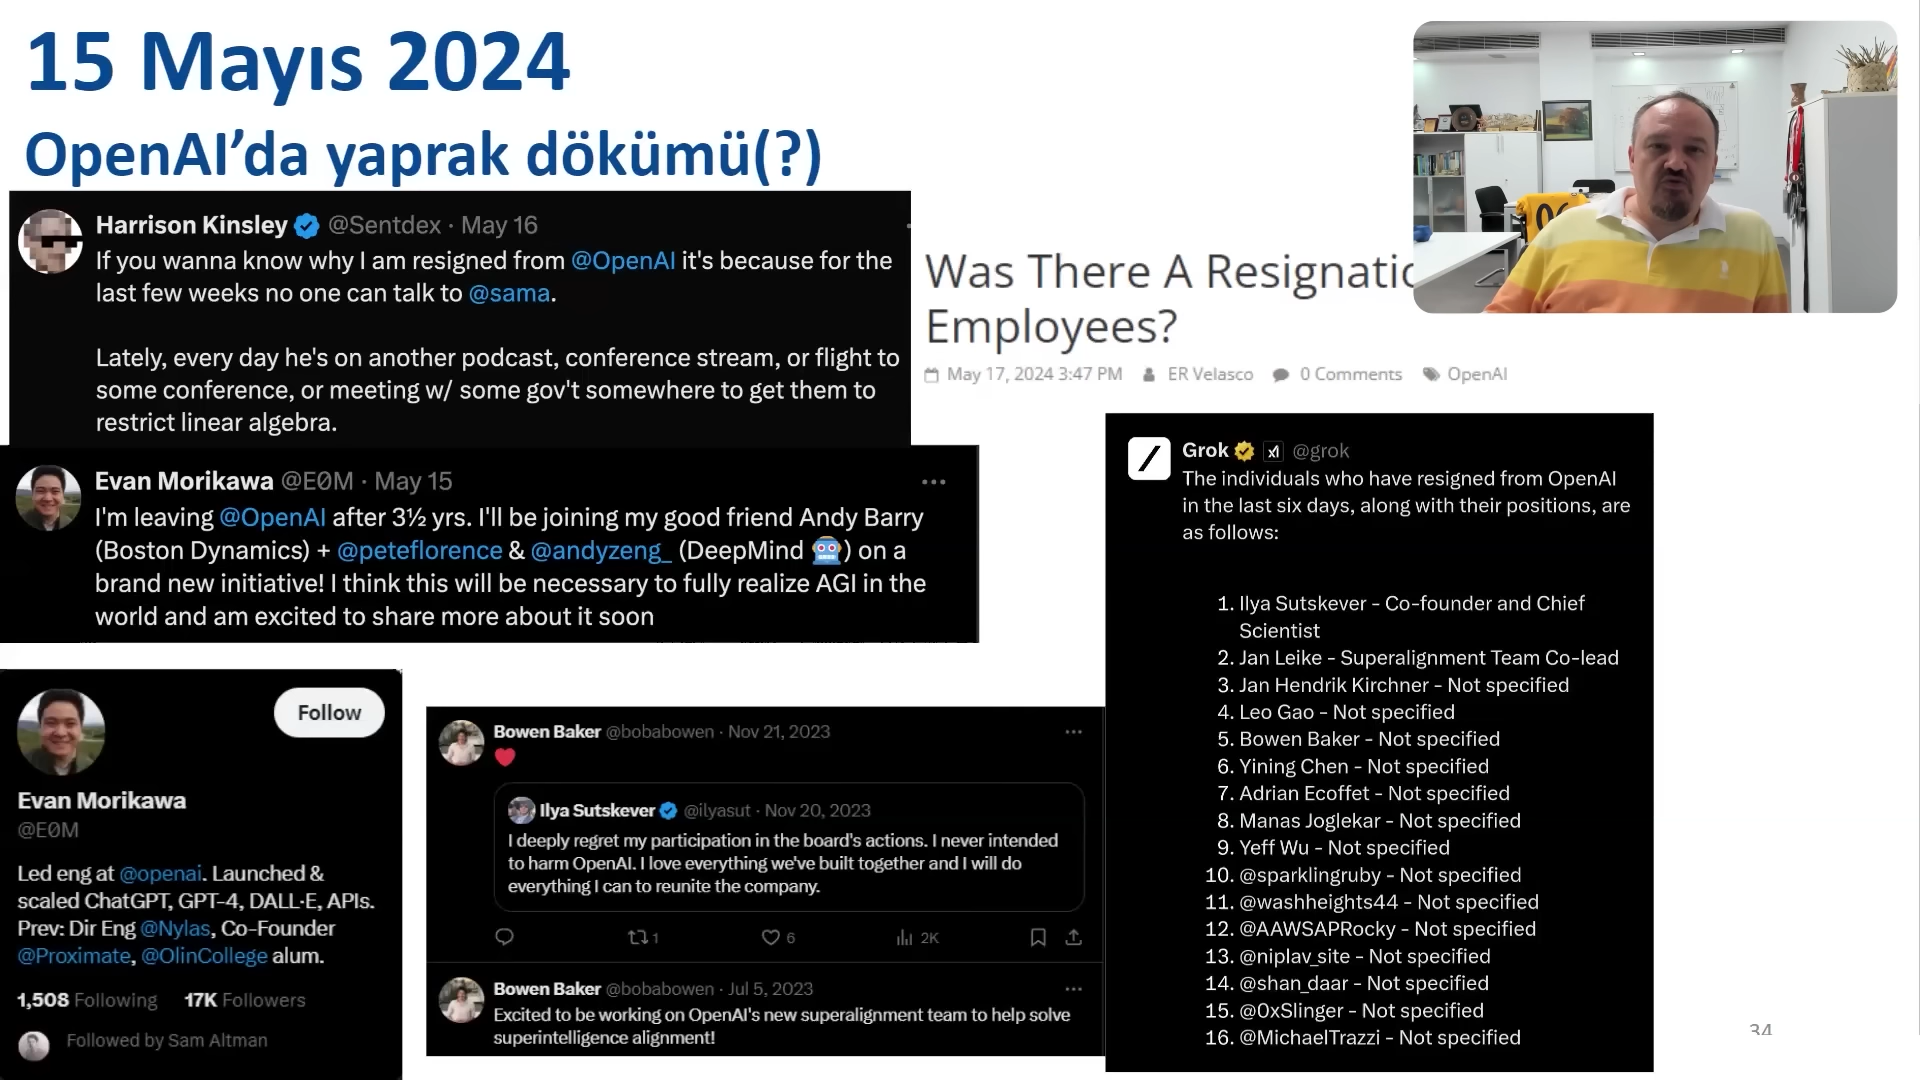 15 Mayıs 2024
OpenAI’da yaprak dökümü(?)
Harrison Kinsley @Sentdex · May 16
If you wanna know why I am resigned from @OpenAI it's because for the
last few weeks no one can talk to @sama.
Lately, every day he's on another podcast, conference stream, or flight to
some conference, or meeting w/ some gov't somewhere to get them to
restrict linear algebra.
Evan Morikawa @E0M · May 15
I'm leaving @OpenAI after 3½ yrs. I'll be joining my good friend Andy Barry
(Boston Dynamics) + @peteflorence & @andyzeng_ (DeepMind 🤖) on a
brand new initiative! I think this will be necessary to fully realize AGI in the
world and am excited to share more about it soon
Follow
Evan Morikawa
@E0M
Led eng at @openai. Launched &
scaled ChatGPT, GPT-4, DALL·E, APIs.
Prev: Dir Eng @Nylas, Co-Founder
@Proximate, @OlinCollege alum.
1,508 Following 17K Followers
Followed by Sam Altman
Bowen Baker @bobabowen · Nov 21, 2023
❤️
Ilya Sutskever @ilyasut · Nov 20, 2023
I deeply regret my participation in the board's actions. I never intended
to harm OpenAI. I love everything we've built together and I will do
everything I can to reunite the company.
1 6 2K
Bowen Baker @bobabowen · Jul 5, 2023
Excited to be working on OpenAI's new superalignment team to help solve
superintelligence alignment!
Was There A Resignatio
Employees?
May 17, 2024 3:47 PM ER Velasco 0 Comments OpenAI
Grok @grok
The individuals who have resigned from OpenAI
in the last six days, along with their positions, are
as follows:
1. Ilya Sutskever - Co-founder and Chief
Scientist
2. Jan Leike - Superalignment Team Co-lead
3. Jan Hendrik Kirchner - Not specified
4. Leo Gao - Not specified
5. Bowen Baker - Not specified
6. Yining Chen - Not specified
7. Adrian Ecoffet - Not specified
8. Manas Joglekar - Not specified
9. Yeff Wu - Not specified
10. @sparklingruby - Not specified
11. @washheights44 - Not specified
12. @AAWSAPRocky - Not specified
13. @niplav_site - Not specified
14. @shan_daar - Not specified
15. @0xSlinger - Not specified
16. @MichaelTrazzi - Not specified
34